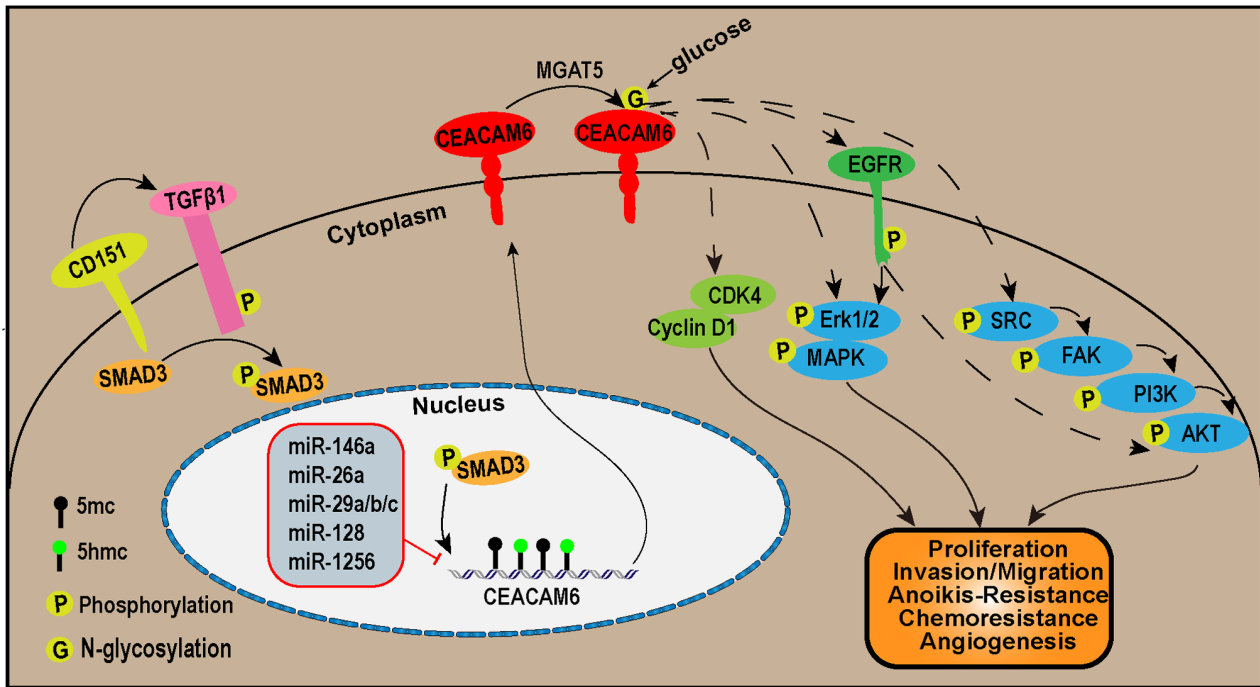 glucose
MGAT5
G
CEACAM6
CEACAM6
EGFR
P
TGFβ1
Cytoplasm
CD151
P
CDK4
Cyclin D1
P
Erk1/2
P
MAPK
P
SRC
P
FAK
P
PI3K
P
AKT
SMAD3
P
SMAD3
Nucleus
miR-146a
miR-26a
miR-29a/b/c
miR-128
miR-1256
P
SMAD3
CEACAM6
5mc
5hmc
P Phosphorylation
G N-glycosylation
Proliferation
Invasion/Migration
Anoikis-Resistance
Chemoresistance
Angiogenesis